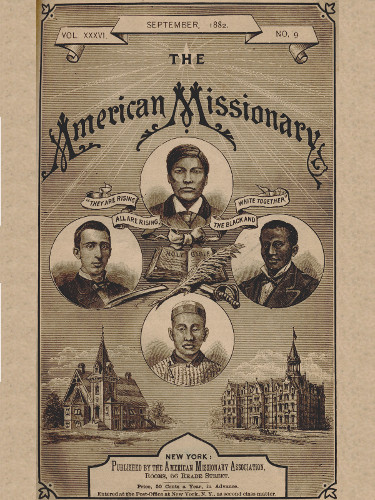 SEPTEMBER, 1882.
VOL. XXXVI.
NO. 9
THE
American Missionary
"THEY ARE RISING
ALL ARE RISING,
THE BLACK AND
WHITE TOGETHER"
HOLY BIBLE
NEW YORK:
PUBLISHED BY THE AMERICAN MISSIONARY ASSOCIATION,
ROOMS, 56 READE STREET.
Price, 50 Cents a Year, in Advance.
Entered at the Post-Office at New York, N. Y., as second class matter.